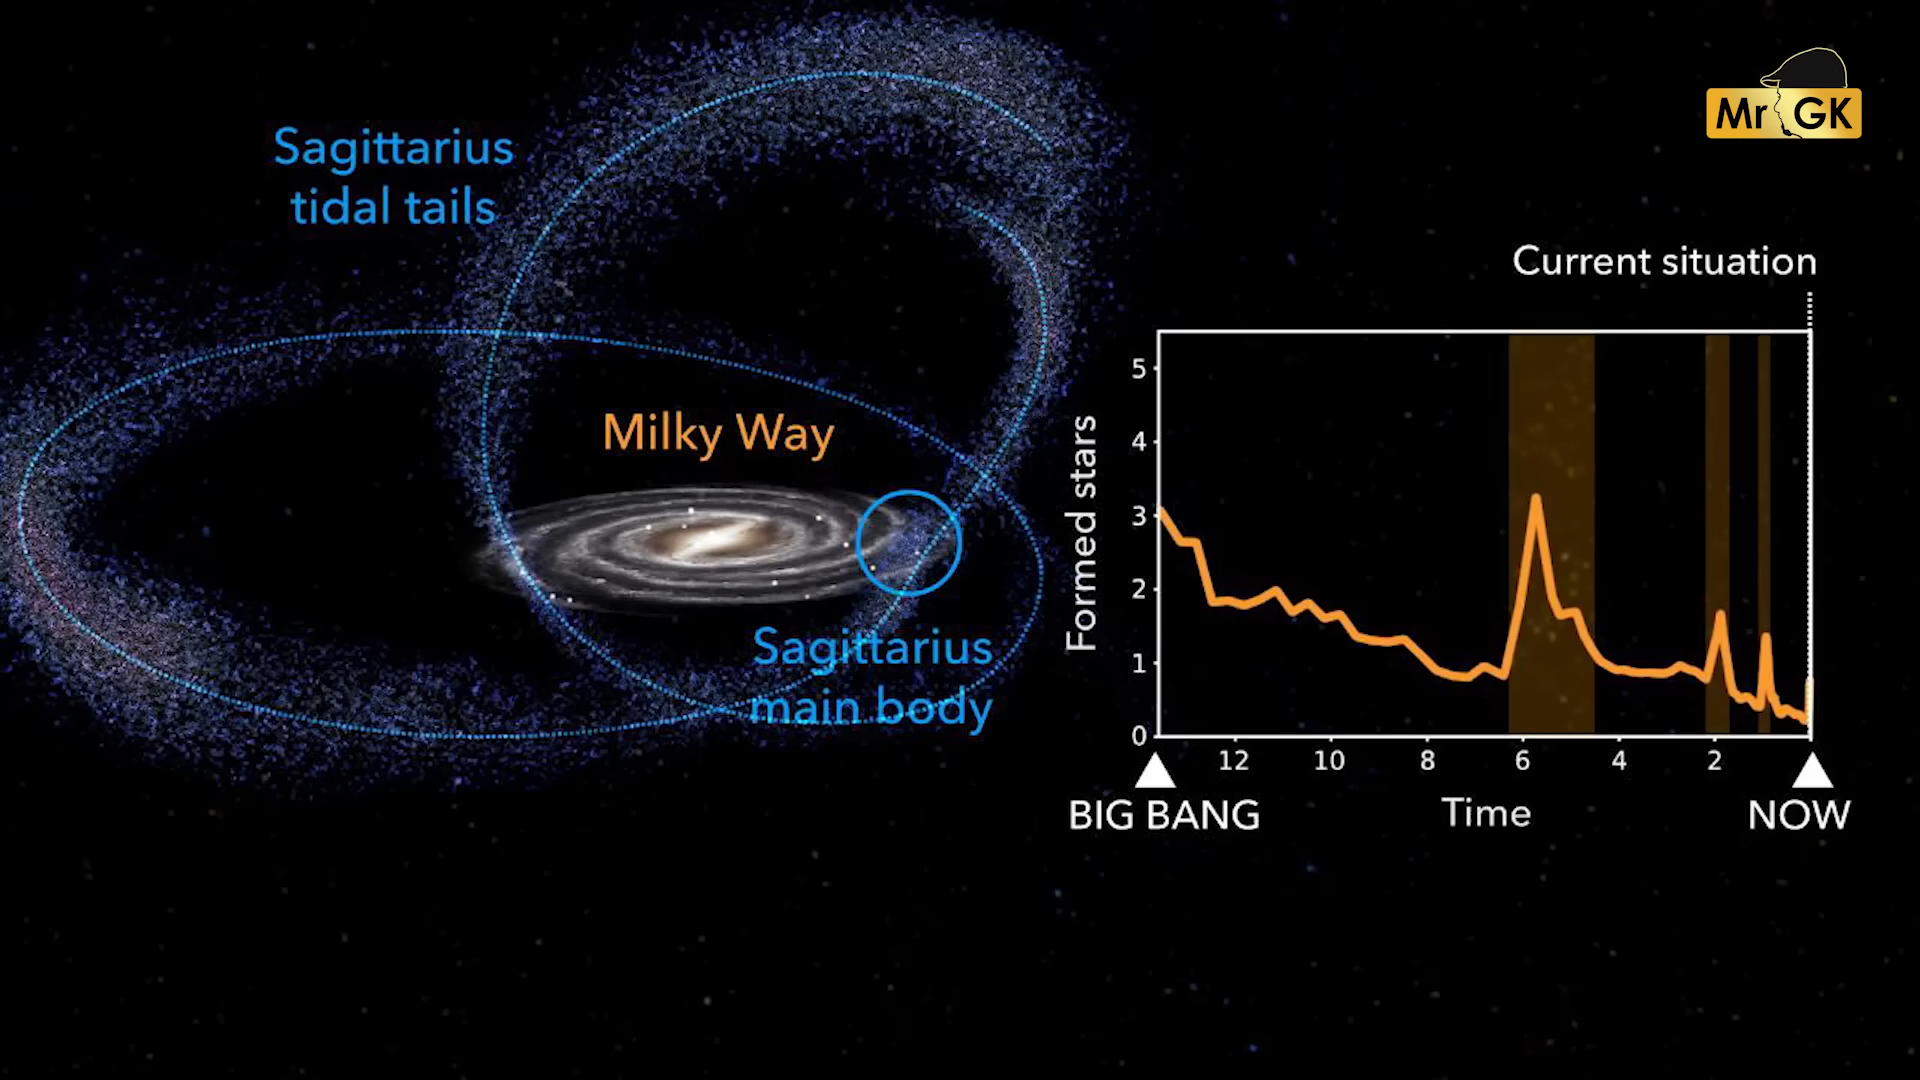 Mr GK
Sagittarius
tidal tails
Milky Way
Sagittarius
main body
Current situation
Formed stars
5
4
3
2
1
0
12 10 8 6 4 2
BIG BANG Time NOW